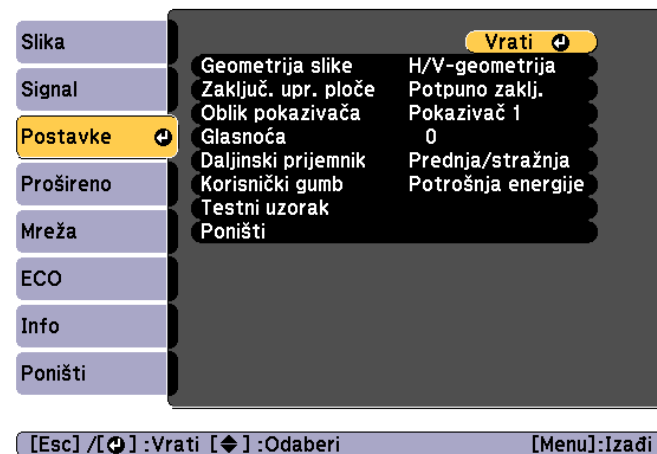 Slika
Signal
Postavke
Prošireno
Mreža
ECO
Info
Poništi
Vrati
Geometrija slike H/V-geometrija
Zaključ. upr. ploče Potpuno zaklj.
Oblik pokazivača Pokazivač 1
Glasnoća 0
Daljinski prijemnik Prednja/stražnja
Korisnički gumb Potrošnja energije
Testni uzorak
Poništi
[Esc] /[⏎] :Vrati [◆] :Odaberi [Menu]:Izađi